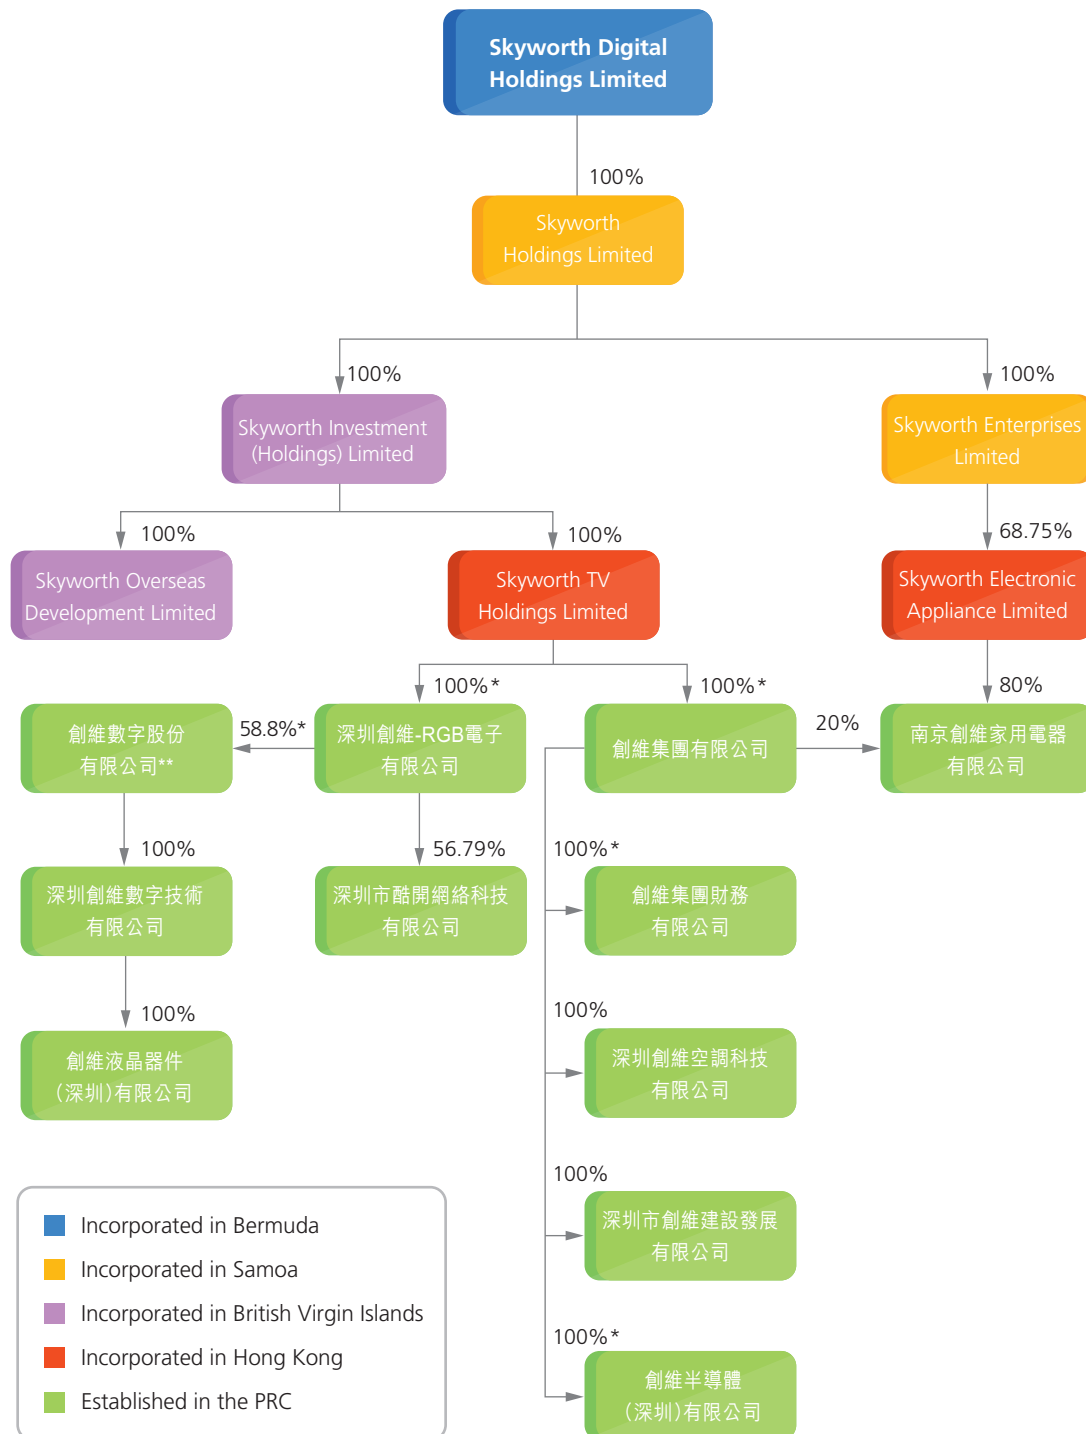 Skyworth Digital
Holdings Limited
100%
Skyworth
Holdings Limited
100%
100%
Skyworth Investment
(Holdings) Limited
Skyworth Enterprises
Limited
100%
100%
68.75%
Skyworth Overseas
Development Limited
Skyworth TV
Holdings Limited
Skyworth Electronic
Appliance Limited
100%*
100%*
80%
創維數字股份
有限公司**
58.8%*
深圳創維-RGB電子
有限公司
創維集團有限公司
20%
南京創維家用電器
有限公司
100%
56.79%
100%*
深圳創維數字技術
有限公司
深圳市酷開網絡科技
有限公司
創維集團財務
有限公司
100%
100%
創維液晶器件
(深圳)有限公司
深圳創維空調科技
有限公司
100%
深圳市創維建設發展
有限公司
100%*
創維半導體
(深圳)有限公司
Incorporated in Bermuda
Incorporated in Samoa
Incorporated in British Virgin Islands
Incorporated in Hong Kong
Established in the PRC